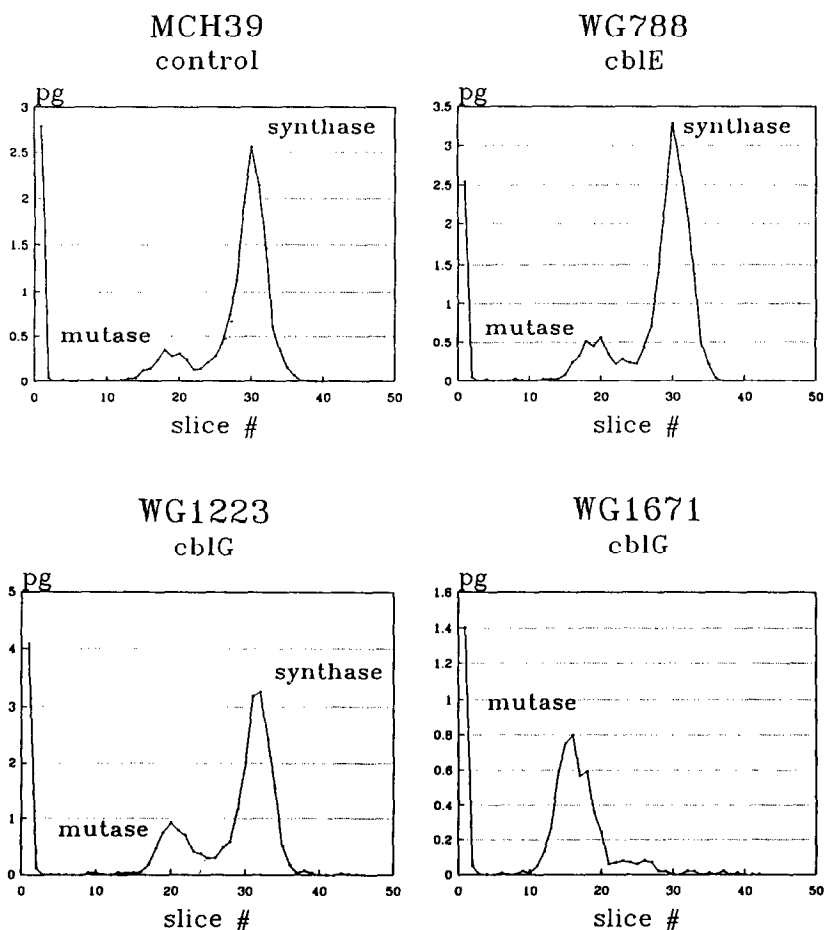 MCH39
control
pg
3
2.5
2
1.5
1
0.5
0
synthase
mutase
0 10 20 30 40 50
slice #
WG788
cblE
pg
3.5
3
2.5
2
1.5
1
0.5
0
synthase
mutase
0 10 20 30 40 50
slice #
WG1223
cblG
pg
5
4
3
2
1
0
synthase
mutase
0 10 20 30 40 50
slice #
WG1671
cblG
pg
1.6
1.4
1.2
1
0.8
0.6
0.4
0.2
0
mutase
0 10 20 30 40 50
slice #